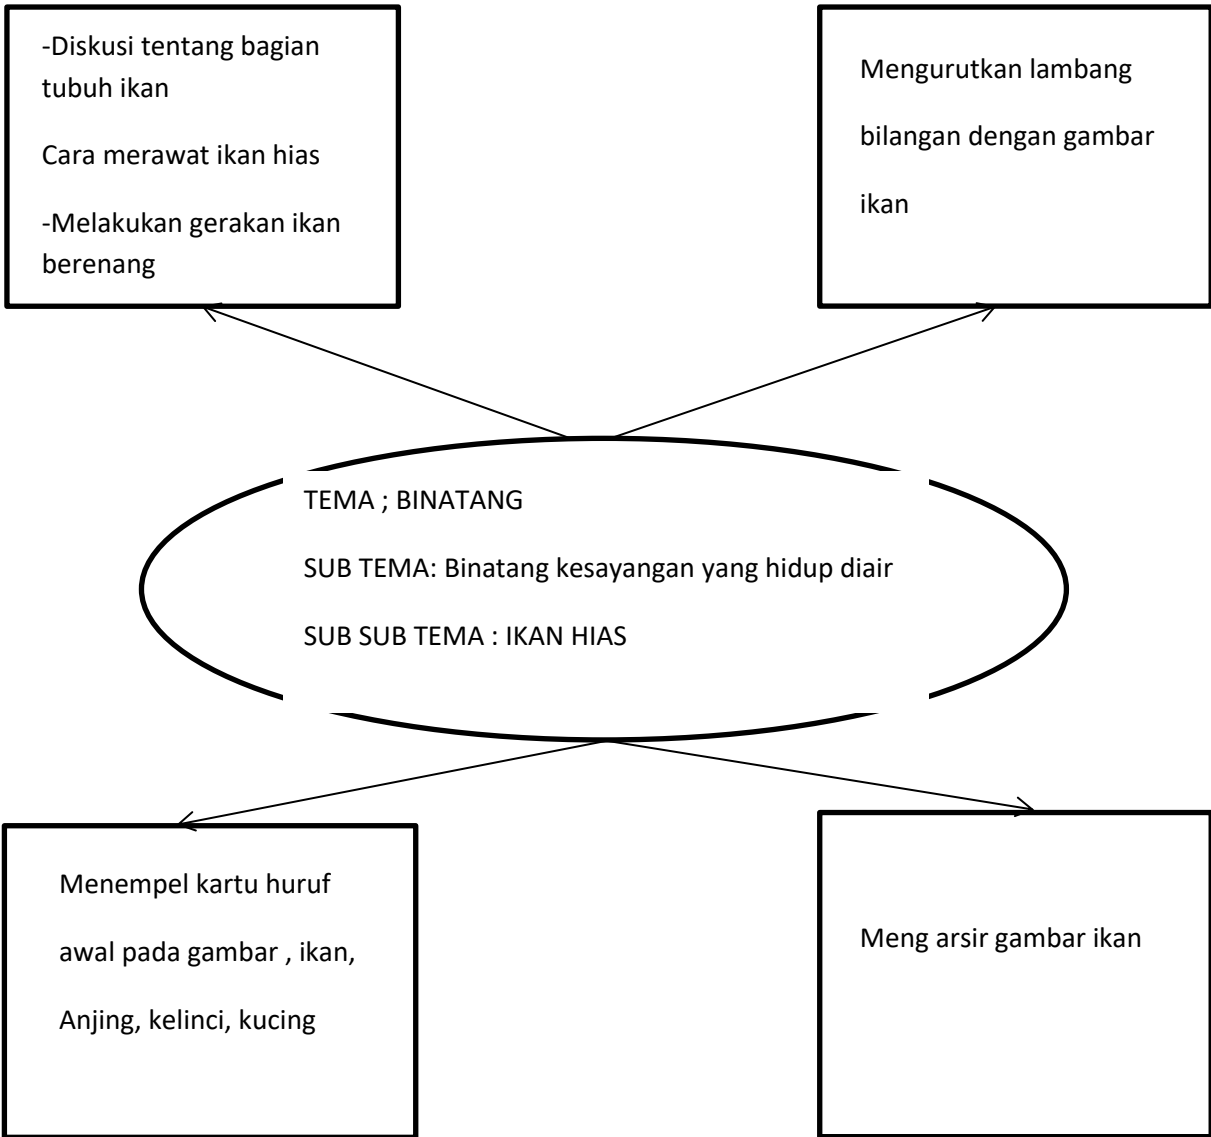 -Diskusi tentang bagian
tubuh ikan
Cara merawat ikan hias
-Melakukan gerakan ikan
berenang
Mengurutkan lambang
bilangan dengan gambar
ikan
TEMA ; BINATANG
SUB TEMA: Binatang kesayangan yang hidup diair
SUB SUB TEMA : IKAN HIAS
Menempel kartu huruf
awal pada gambar , ikan,
Anjing, kelinci, kucing
Meng arsir gambar ikan